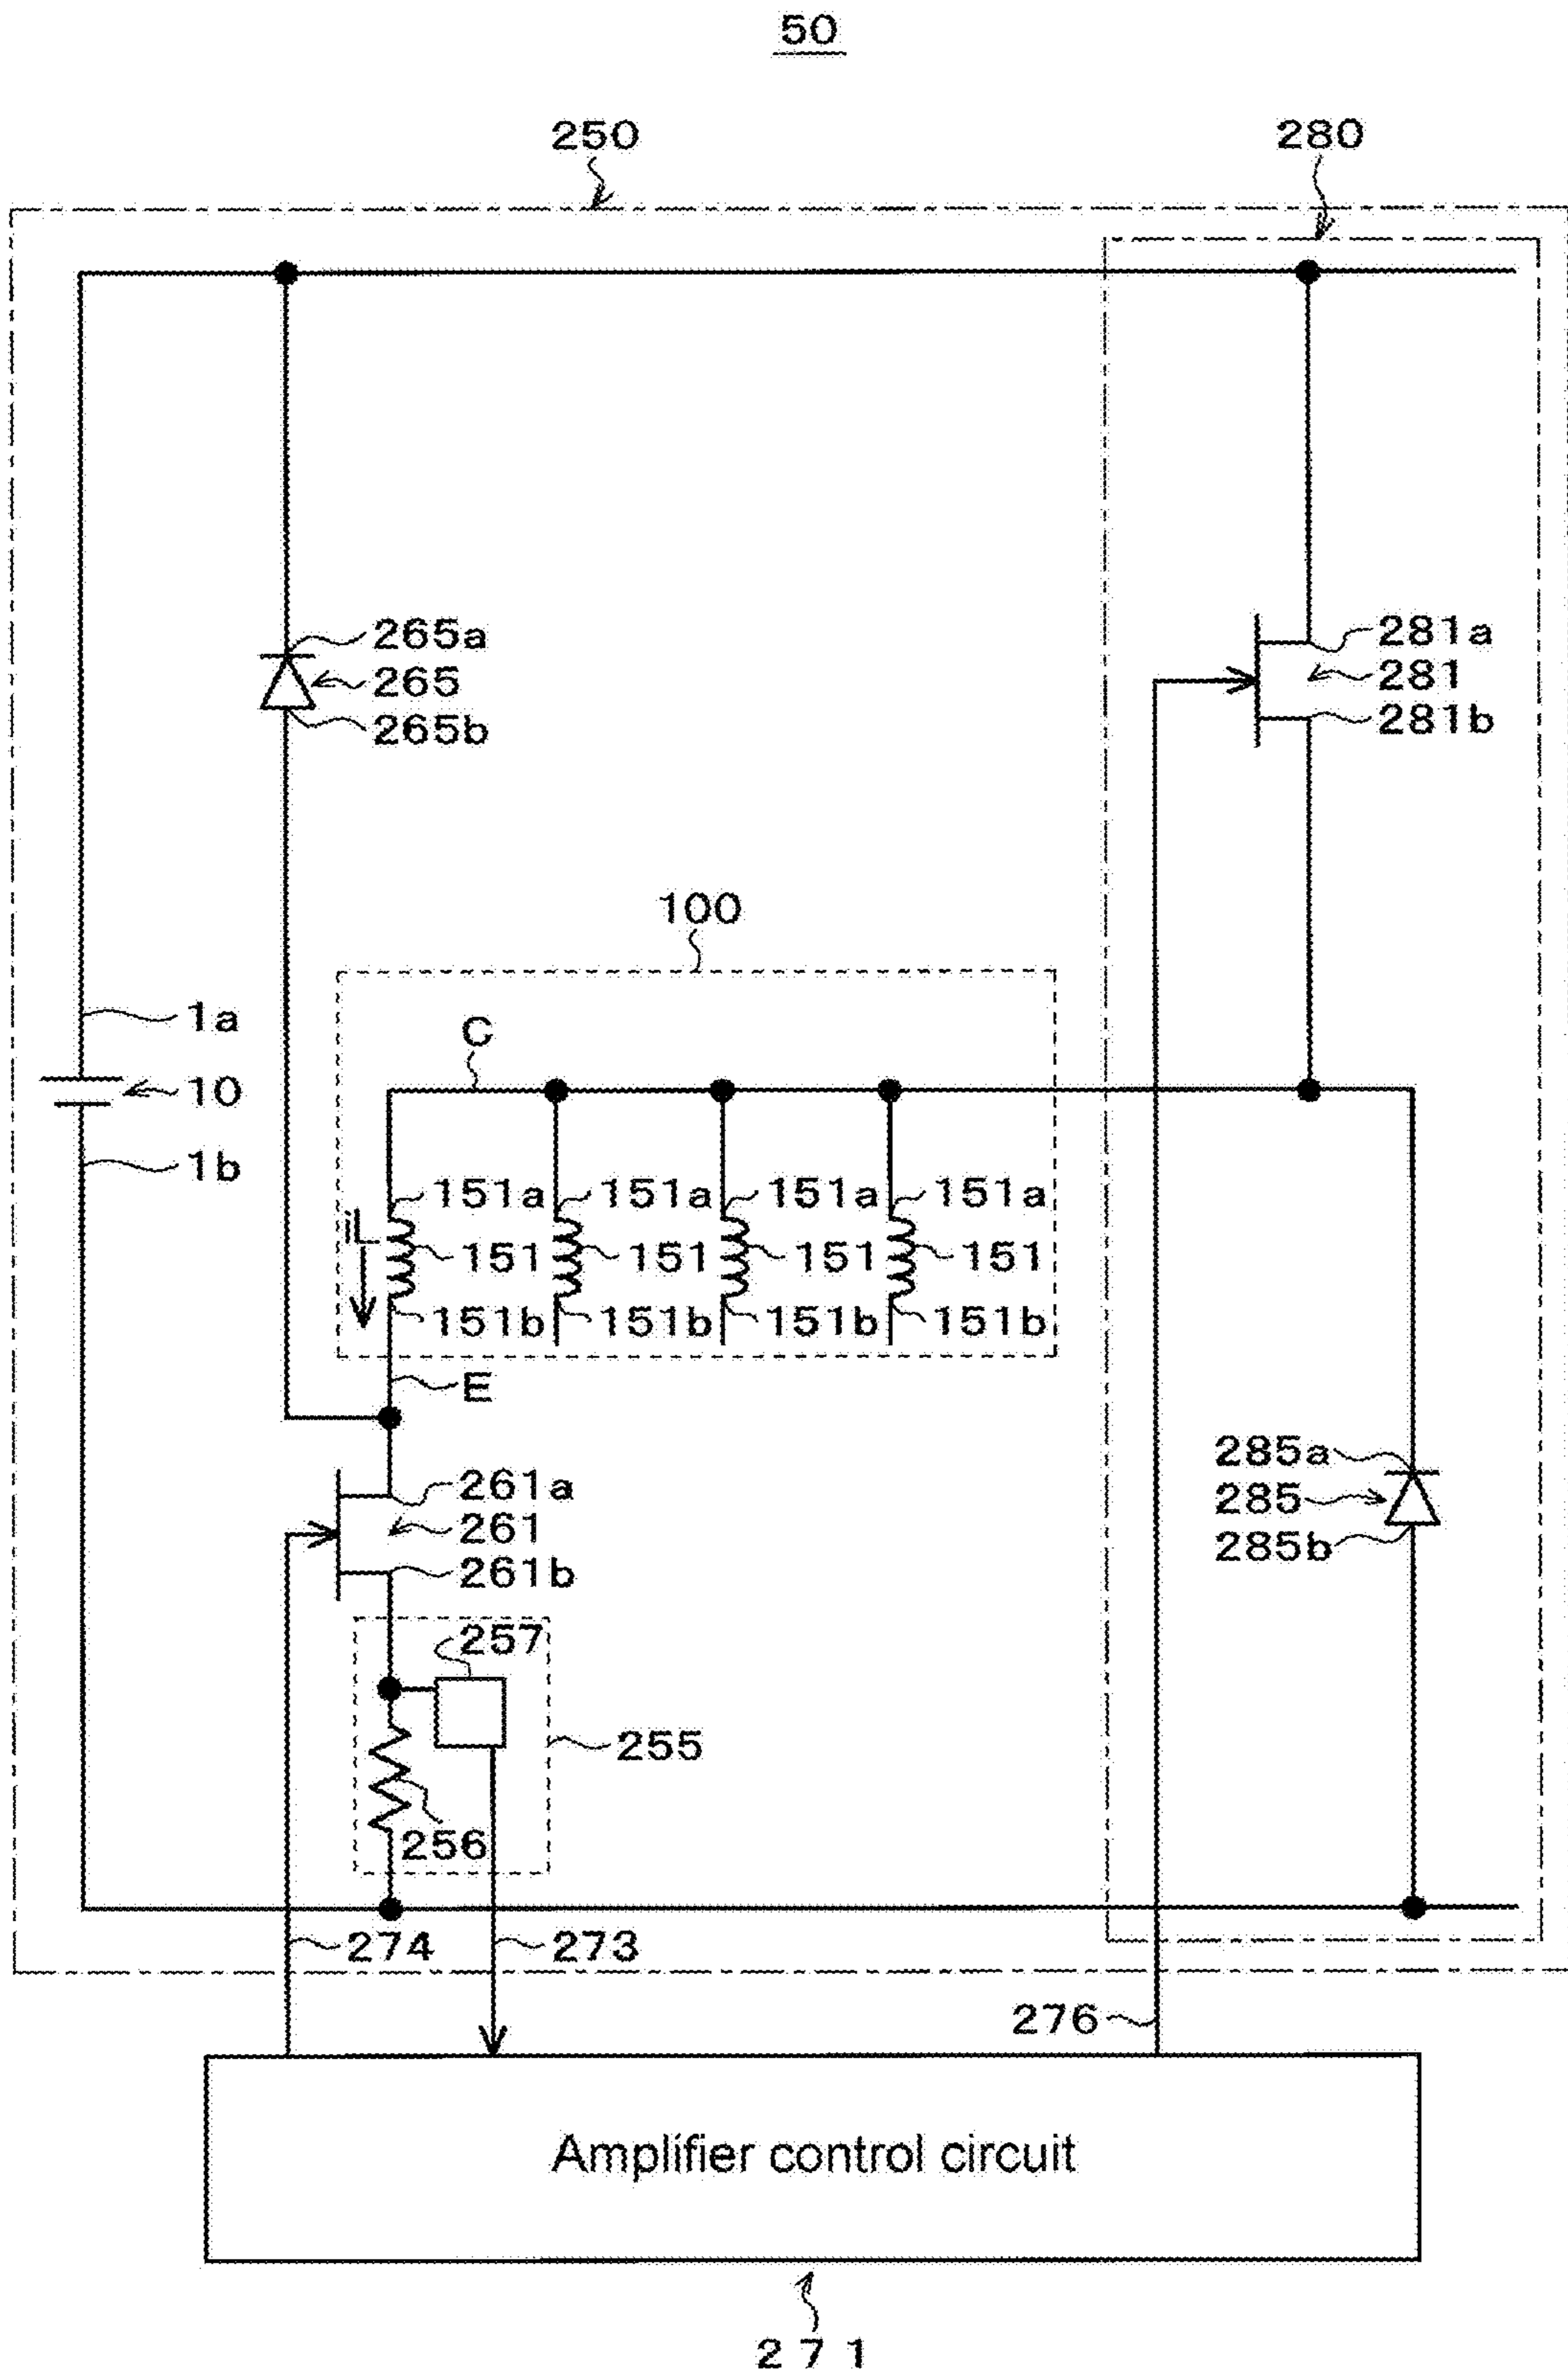 50
250
280
265a
265
265b
281a
281
281b
100
1a
C
10
1b
151a 151a 151a 151a
iL
151 151 151 151
151b 151b 151b 151b
E
285a
261a
285
261
285b
261b
257
255
256
274
273
276
Amplifier control circuit
271